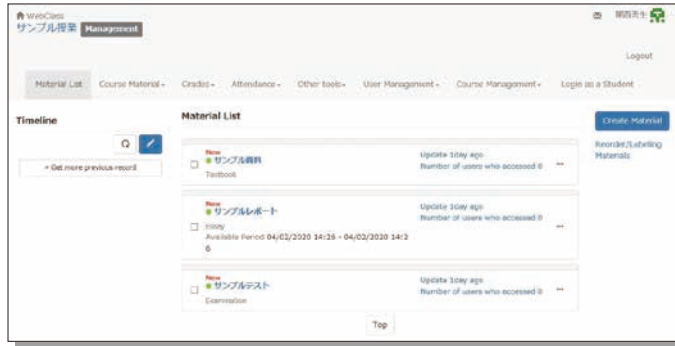 WebClass
サンプル授業 Management
Logout
Material List
Course Material
Grades
Attendance
Other tools
User Management
Course Management
Login as a Student
Timeline
+ Get more previous record
Material List
New
サンプル資料
Textbook
Update 1day ago
Number of users who accessed 0
New
サンプルレポート
Essay
Available Period 04/02/2020 14:26 - 04/02/2020 14:2
6
Update 1day ago
Number of users who accessed 0
New
サンプルテスト
Examination
Update 1day ago
Number of users who accessed 0
Top
Create Material
Reorder/Labeling
Materials